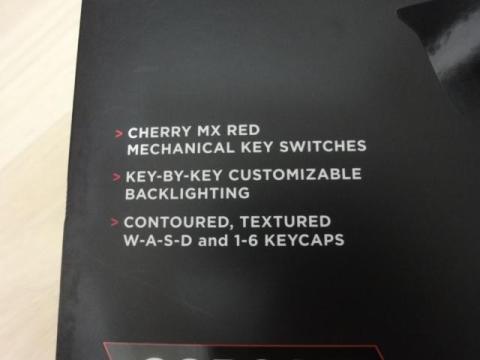 > CHERRY MX RED
MECHANICAL KEY SWITCHES
> KEY-BY-KEY CUSTOMIZABLE
BACKLIGHTING
> CONTOURED, TEXTURED
W-A-S-D and 1-6 KEYCAPS